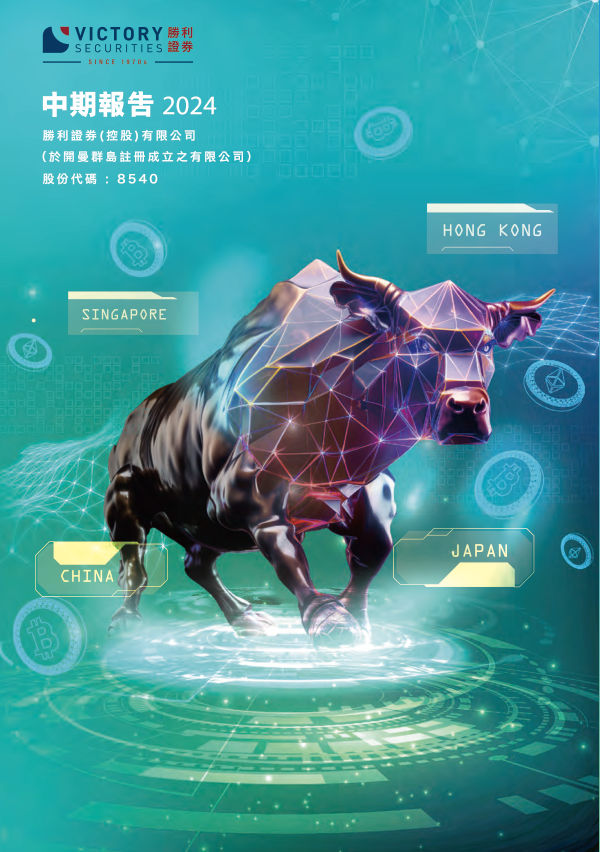 VICTORY 勝利
SECURITIES 證券
SINCE 1970s
中期報告 2024
勝利證券(控股)有限公司
(於開曼群島註冊成立之有限公司)
股份代碼 : 8540
HONG KONG
SINGAPORE
JAPAN
CHINA